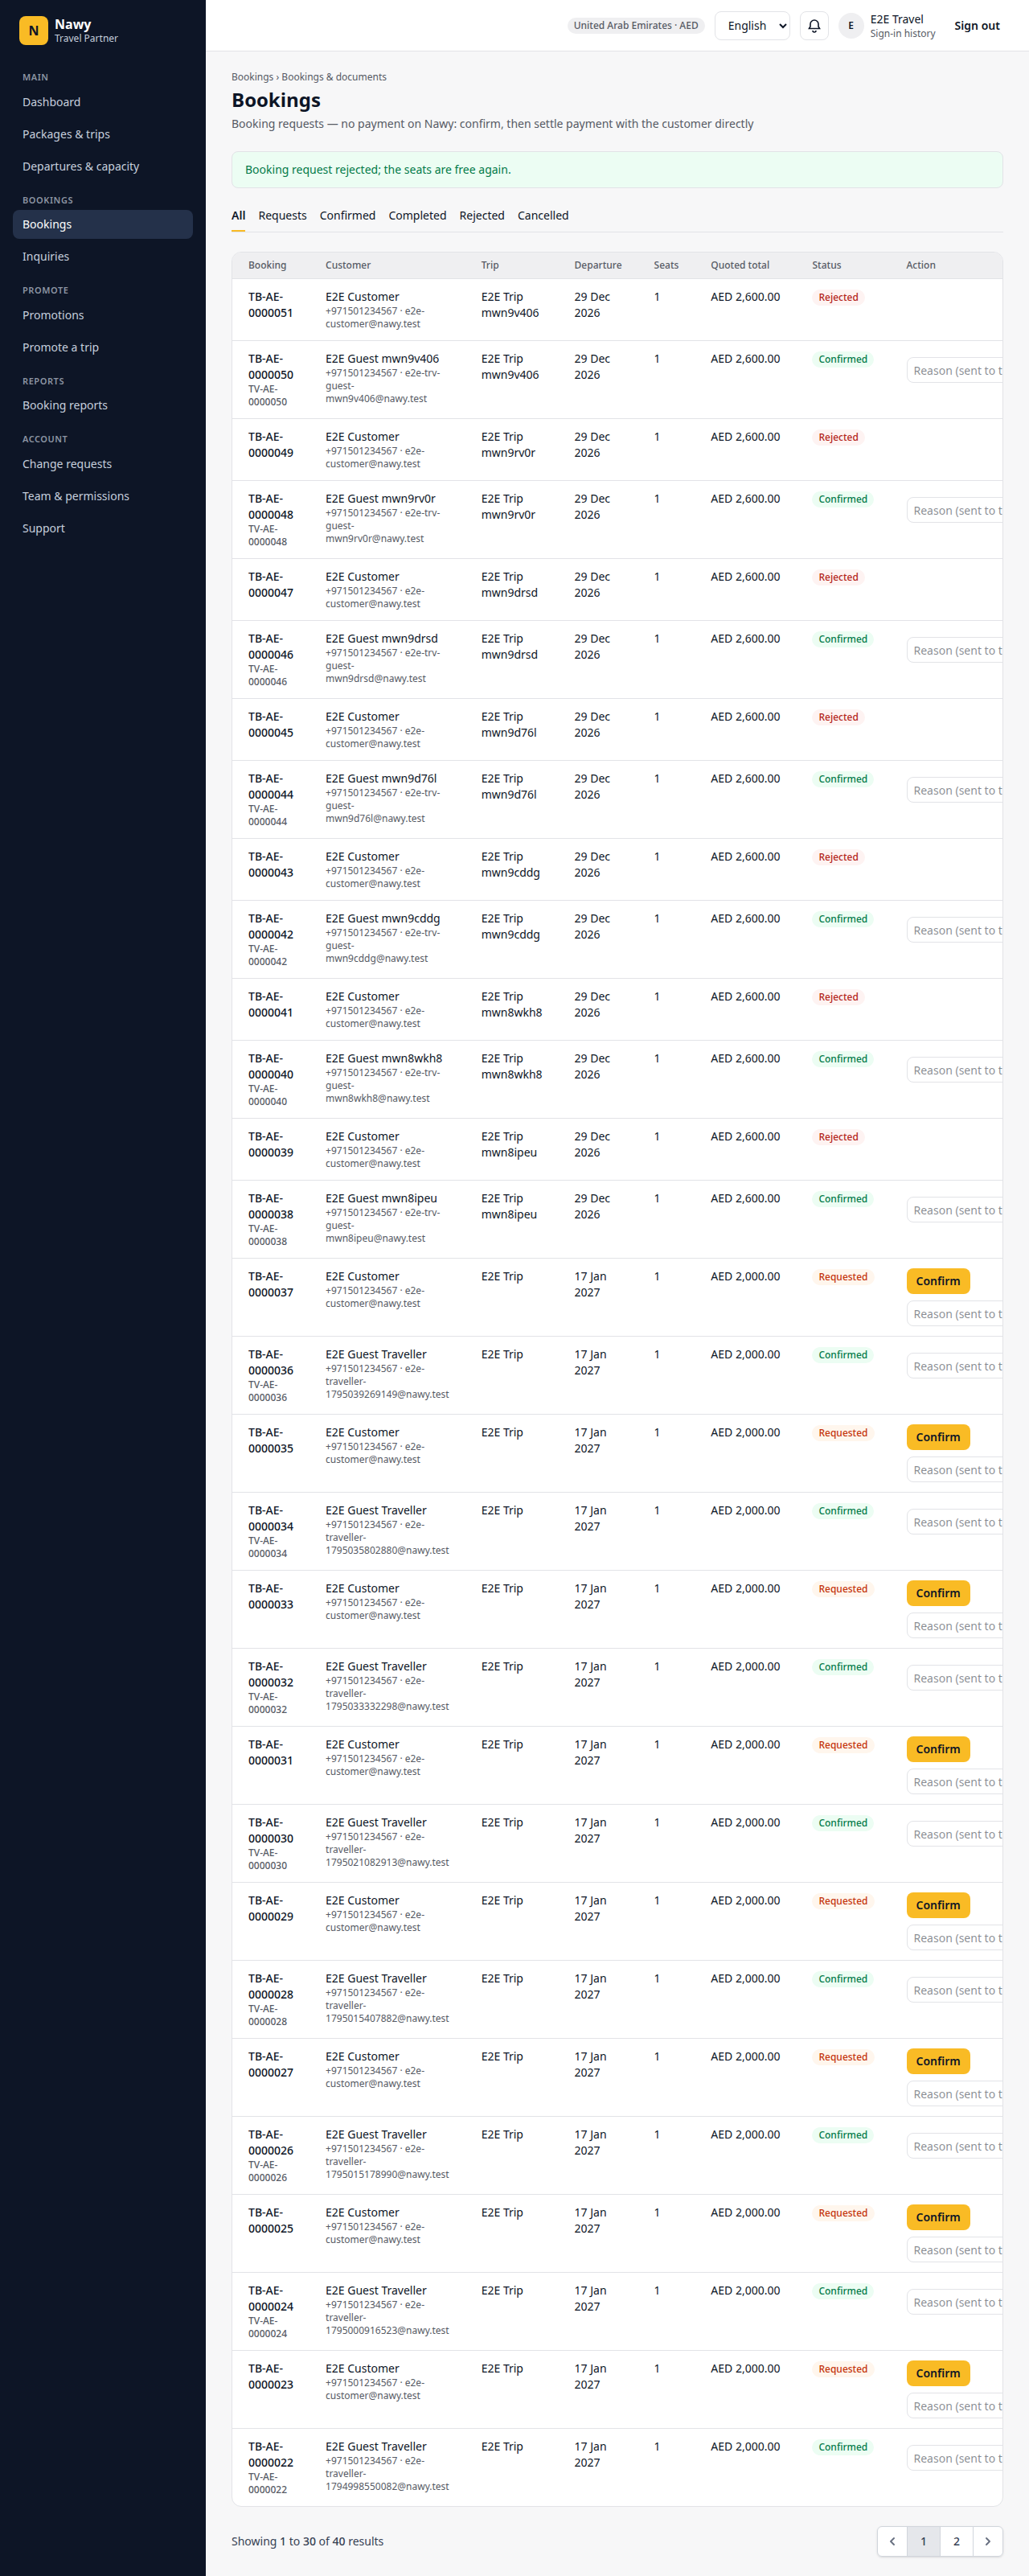 N
Nawy
Travel Partner
MAIN
Dashboard
Packages & trips
Departures & capacity
BOOKINGS
Bookings
Inquiries
PROMOTE
Promotions
Promote a trip
REPORTS
Booking reports
ACCOUNT
Change requests
Team & permissions
Support
United Arab Emirates · AED
English
E
E2E Travel
Sign-in history
Sign out
Bookings › Bookings & documents
Bookings
Booking requests — no payment on Nawy: confirm, then settle payment with the customer directly
Booking request rejected; the seats are free again.
All Requests Confirmed Completed Rejected Cancelled
Booking Customer Trip Departure Seats Quoted total Status Action
TB-AE- E2E Customer E2E Trip 29 Dec 1 AED 2,600.00 Rejected
0000051 +971501234567 · e2e- mwn9v406 2026
customer@nawy.test
TB-AE- E2E Guest mwn9v406 E2E Trip 29 Dec 1 AED 2,600.00 Confirmed
0000050 +971501234567 · e2e-trv- mwn9v406 2026 Reason (sent to t
TV-AE- guest-
0000050 mwn9v406@nawy.test
TB-AE- E2E Customer E2E Trip 29 Dec 1 AED 2,600.00 Rejected
0000049 +971501234567 · e2e- mwn9rv0r 2026
customer@nawy.test
TB-AE- E2E Guest mwn9rv0r E2E Trip 29 Dec 1 AED 2,600.00 Confirmed
0000048 +971501234567 · e2e-trv- mwn9rv0r 2026 Reason (sent to t
TV-AE- guest-
0000048 mwn9rv0r@nawy.test
TB-AE- E2E Customer E2E Trip 29 Dec 1 AED 2,600.00 Rejected
0000047 +971501234567 · e2e- mwn9drsd 2026
customer@nawy.test
TB-AE- E2E Guest mwn9drsd E2E Trip 29 Dec 1 AED 2,600.00 Confirmed
0000046 +971501234567 · e2e-trv- mwn9drsd 2026 Reason (sent to t
TV-AE- guest-
0000046 mwn9drsd@nawy.test
TB-AE- E2E Customer E2E Trip 29 Dec 1 AED 2,600.00 Rejected
0000045 +971501234567 · e2e- mwn9d76l 2026
customer@nawy.test
TB-AE- E2E Guest mwn9d76l E2E Trip 29 Dec 1 AED 2,600.00 Confirmed
0000044 +971501234567 · e2e-trv- mwn9d76l 2026 Reason (sent to t
TV-AE- guest-
0000044 mwn9d76l@nawy.test
TB-AE- E2E Customer E2E Trip 29 Dec 1 AED 2,600.00 Rejected
0000043 +971501234567 · e2e- mwn9cddg 2026
customer@nawy.test
TB-AE- E2E Guest mwn9cddg E2E Trip 29 Dec 1 AED 2,600.00 Confirmed
0000042 +971501234567 · e2e-trv- mwn9cddg 2026 Reason (sent to t
TV-AE- guest-
0000042 mwn9cddg@nawy.test
TB-AE- E2E Customer E2E Trip 29 Dec 1 AED 2,600.00 Rejected
0000041 +971501234567 · e2e- mwn8wkh8 2026
customer@nawy.test
TB-AE- E2E Guest mwn8wkh8 E2E Trip 29 Dec 1 AED 2,600.00 Confirmed
0000040 +971501234567 · e2e-trv- mwn8wkh8 2026 Reason (sent to t
TV-AE- guest-
0000040 mwn8wkh8@nawy.test
TB-AE- E2E Customer E2E Trip 29 Dec 1 AED 2,600.00 Rejected
0000039 +971501234567 · e2e- mwn8ipeu 2026
customer@nawy.test
TB-AE- E2E Guest mwn8ipeu E2E Trip 29 Dec 1 AED 2,600.00 Confirmed
0000038 +971501234567 · e2e-trv- mwn8ipeu 2026 Reason (sent to t
TV-AE- guest-
0000038 mwn8ipeu@nawy.test
TB-AE- E2E Customer E2E Trip 17 Jan 1 AED 2,000.00 Requested Confirm
0000037 +971501234567 · e2e- 2027
customer@nawy.test Reason (sent to t
TB-AE- E2E Guest Traveller E2E Trip 17 Jan 1 AED 2,000.00 Confirmed
0000036 +971501234567 · e2e- 2027 Reason (sent to t
TV-AE- traveller-
0000036 1795039269149@nawy.test
TB-AE- E2E Customer E2E Trip 17 Jan 1 AED 2,000.00 Requested Confirm
0000035 +971501234567 · e2e- 2027
customer@nawy.test Reason (sent to t
TB-AE- E2E Guest Traveller E2E Trip 17 Jan 1 AED 2,000.00 Confirmed
0000034 +971501234567 · e2e- 2027 Reason (sent to t
TV-AE- traveller-
0000034 1795035802880@nawy.test
TB-AE- E2E Customer E2E Trip 17 Jan 1 AED 2,000.00 Requested Confirm
0000033 +971501234567 · e2e- 2027
customer@nawy.test Reason (sent to t
TB-AE- E2E Guest Traveller E2E Trip 17 Jan 1 AED 2,000.00 Confirmed
0000032 +971501234567 · e2e- 2027 Reason (sent to t
TV-AE- traveller-
0000032 1795033332298@nawy.test
TB-AE- E2E Customer E2E Trip 17 Jan 1 AED 2,000.00 Requested Confirm
0000031 +971501234567 · e2e- 2027
customer@nawy.test Reason (sent to t
TB-AE- E2E Guest Traveller E2E Trip 17 Jan 1 AED 2,000.00 Confirmed
0000030 +971501234567 · e2e- 2027 Reason (sent to t
TV-AE- traveller-
0000030 1795021082913@nawy.test
TB-AE- E2E Customer E2E Trip 17 Jan 1 AED 2,000.00 Requested Confirm
0000029 +971501234567 · e2e- 2027
customer@nawy.test Reason (sent to t
TB-AE- E2E Guest Traveller E2E Trip 17 Jan 1 AED 2,000.00 Confirmed
0000028 +971501234567 · e2e- 2027 Reason (sent to t
TV-AE- traveller-
0000028 1795015407882@nawy.test
TB-AE- E2E Customer E2E Trip 17 Jan 1 AED 2,000.00 Requested Confirm
0000027 +971501234567 · e2e- 2027
customer@nawy.test Reason (sent to t
TB-AE- E2E Guest Traveller E2E Trip 17 Jan 1 AED 2,000.00 Confirmed
0000026 +971501234567 · e2e- 2027 Reason (sent to t
TV-AE- traveller-
0000026 1795015178990@nawy.test
TB-AE- E2E Customer E2E Trip 17 Jan 1 AED 2,000.00 Requested Confirm
0000025 +971501234567 · e2e- 2027
customer@nawy.test Reason (sent to t
TB-AE- E2E Guest Traveller E2E Trip 17 Jan 1 AED 2,000.00 Confirmed
0000024 +971501234567 · e2e- 2027 Reason (sent to t
TV-AE- traveller-
0000024 1795000916523@nawy.test
TB-AE- E2E Customer E2E Trip 17 Jan 1 AED 2,000.00 Requested Confirm
0000023 +971501234567 · e2e- 2027
customer@nawy.test Reason (sent to t
TB-AE- E2E Guest Traveller E2E Trip 17 Jan 1 AED 2,000.00 Confirmed
0000022 +971501234567 · e2e- 2027 Reason (sent to t
TV-AE- traveller-
0000022 1794998550082@nawy.test
Showing 1 to 30 of 40 results
1 2